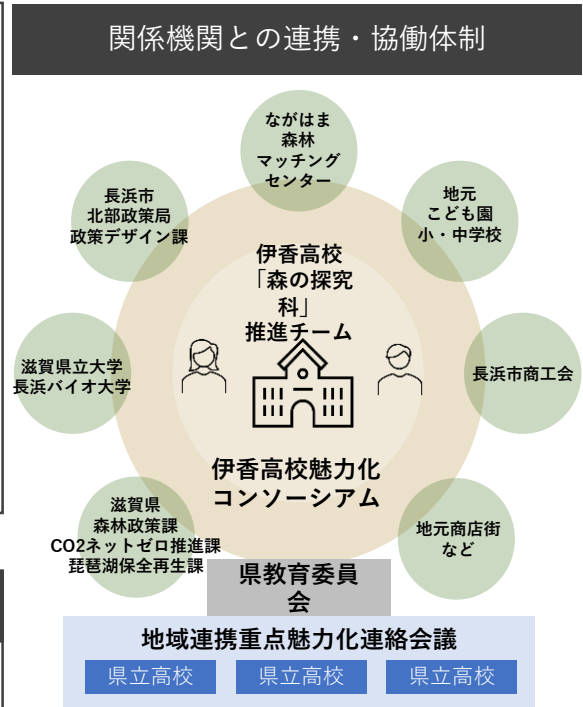 関係機関との連携・協働体制
ながはま
森林
マッチング
センター
長浜市
北部政策局
政策デザイン課
地元
こども園
小・中学校
伊香高校
「森の探究
科」
推進チーム
滋賀県立大学
長浜バイオ大学
長浜市商工会
伊香高校魅力化
コンソーシアム
滋賀県
森林政策課
CO2ネットゼロ推進課
琵琶湖保全再生課
地元商店街
など
県教育委員
会
地域連携重点魅力化連絡会議
県立高校
県立高校
県立高校